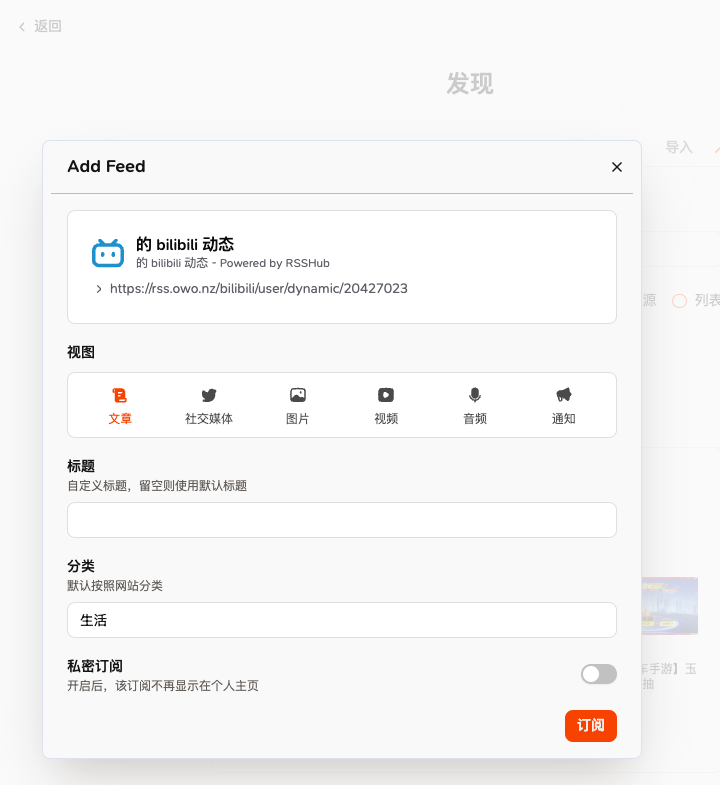 返回
发现
导入
Add Feed
的 bilibili 动态
的 bilibili 动态 - Powered by RSSHub
https://rss.owo.nz/bilibili/user/dynamic/20427023
源 列表
视图
文章 社交媒体 图片 视频 音频 通知
标题
自定义标题，留空则使用默认标题
分类
默认按照网站分类
生活
私密订阅
开启后，该订阅不再显示在个人主页
车手游】玉
抽
订阅